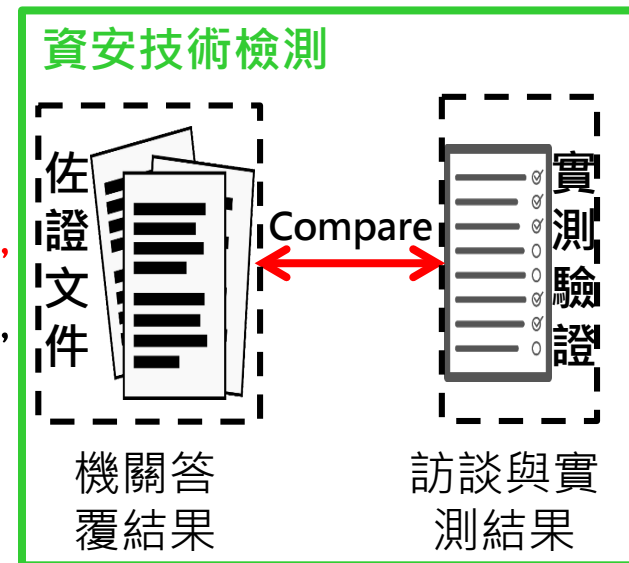 資安技術檢測
佐證文件
Compare
實測驗證
，
，
機關答
覆結果
訪談與實
測結果